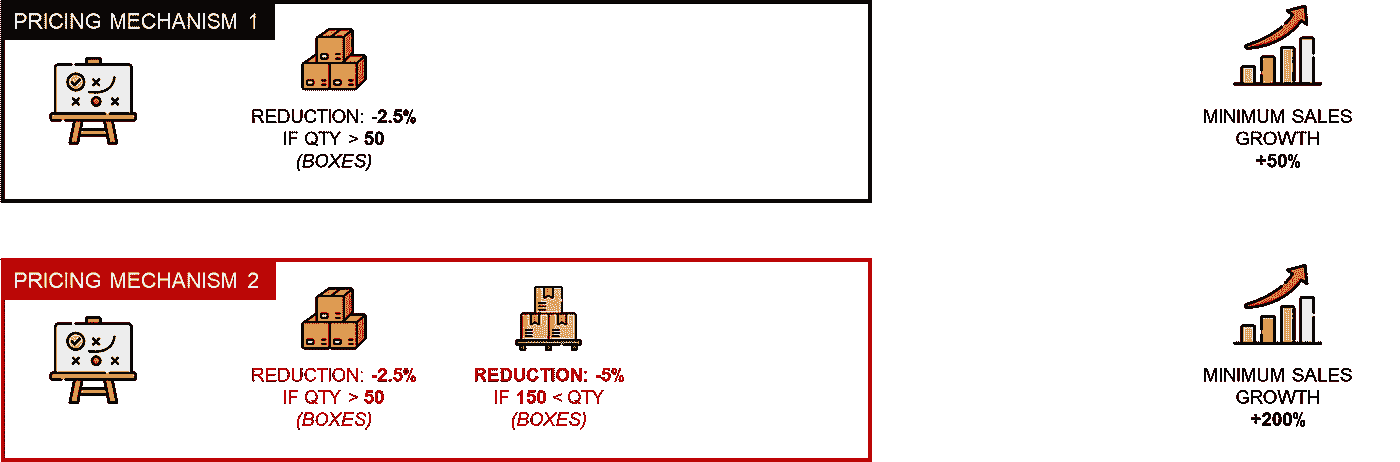 PRICING MECHANISM 1
REDUCTION: -2.5%
IF QTY > 50
(BOXES)
MINIMUM SALES
GROWTH
+50%
PRICING MECHANISM 2
REDUCTION: -2.5%
IF QTY > 50
(BOXES)
REDUCTION: -5%
IF 150 < QTY
(BOXES)
MINIMUM SALES
GROWTH
+200%